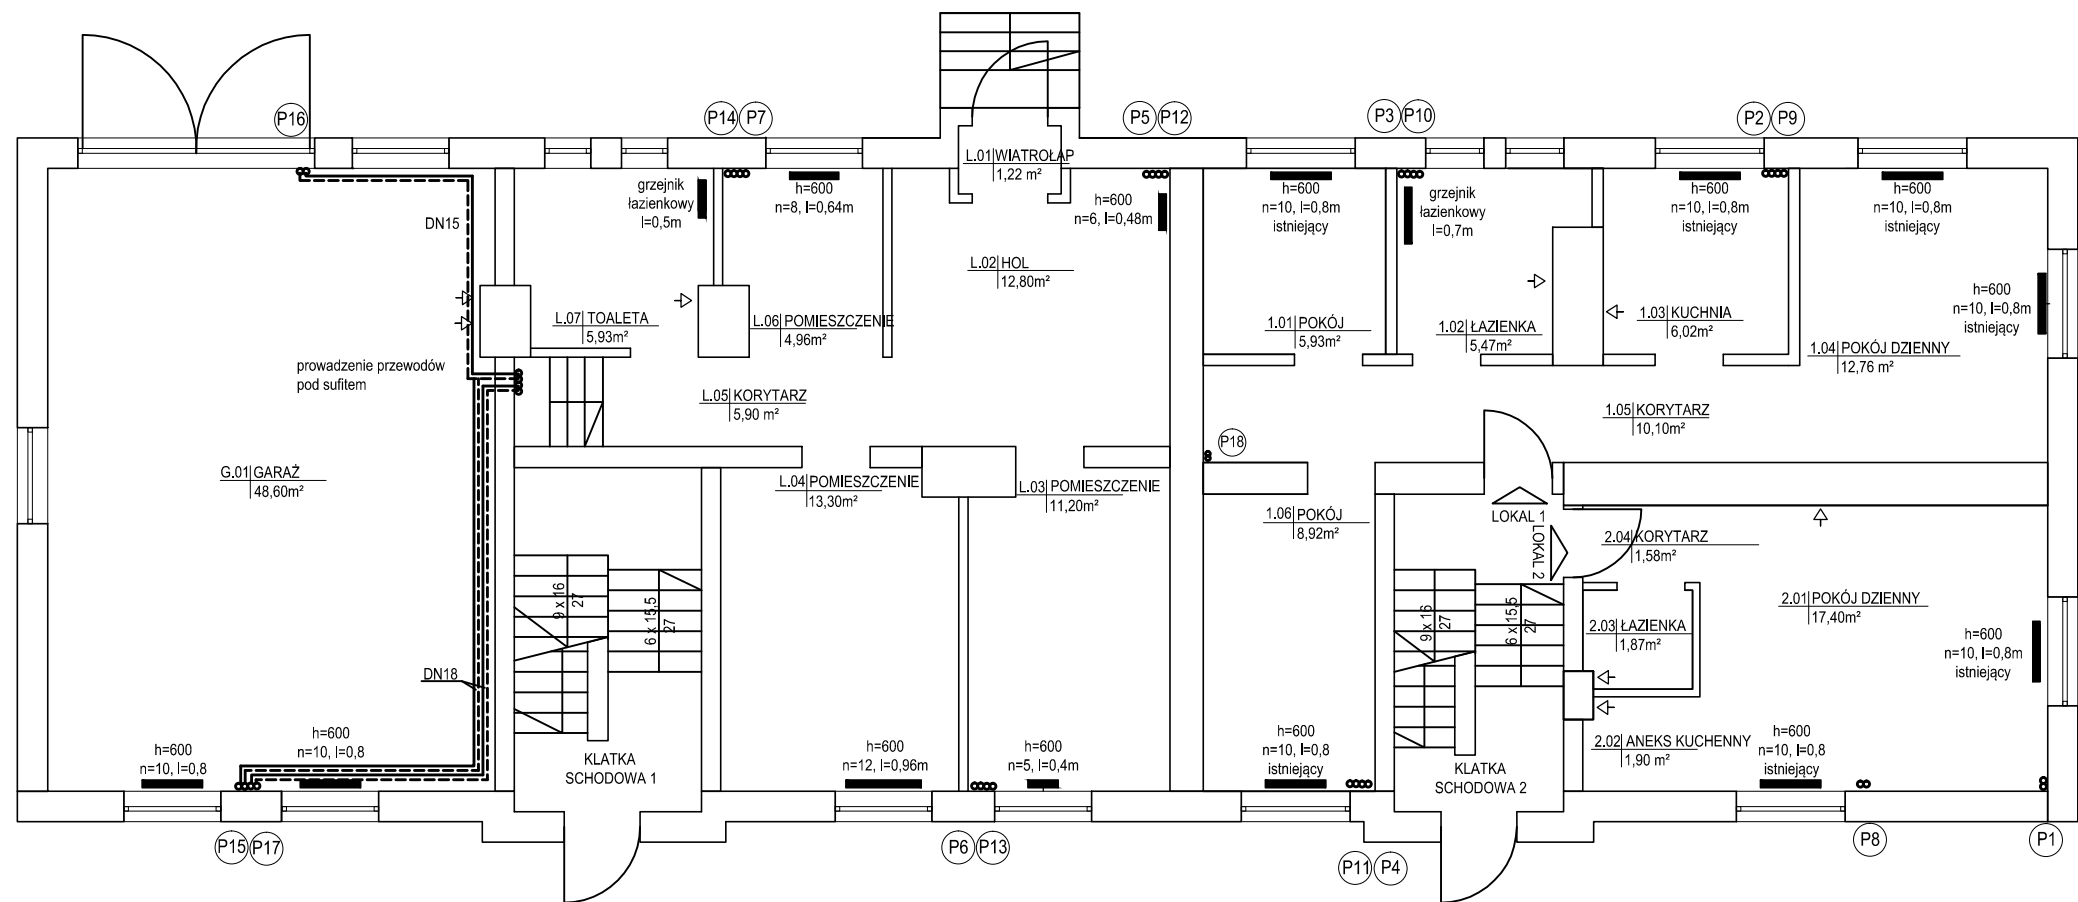 P16
P14
P7
P5
P12
P3
P10
P2
P9
L.01 WIATROŁAP
1,22 m²
DN15
grzejnik
łazienkowy
l=0,5m
h=600
n=8, l=0,64m
h=600
n=6, l=0,48m
h=600
n=10, l=0,8m
istniejący
grzejnik
łazienkowy
l=0,7m
h=600
n=10, l=0,8m
istniejący
h=600
n=10, l=0,8m
istniejący
L.02 HOL
12,80m²
h=600
n=10, l=0,8m
istniejący
L.07 TOALETA
5,93m²
L.06 POMIESZCZENIE
4,96m²
1.01 POKÓJ
5,93m²
1.02 ŁAZIENKA
5,47m²
1.03 KUCHNIA
6,02m²
1.04 POKÓJ DZIENNY
12,76 m²
prowadzenie przewodów
pod sufitem
L.05 KORYTARZ
5,90 m²
1.05 KORYTARZ
10,10m²
P18
G.01 GARAŻ
48,60m²
L.04 POMIESZCZENIE
13,30m²
L.03 POMIESZCZENIE
11,20m²
1.06 POKÓJ
8,92m²
LOKAL 1
LOKAL 2
2.04 KORYTARZ
1,58m²
9 x 16
27
6 x 15,5
27
9 x 16
27
6 x 15,5
27
2.03 ŁAZIENKA
1,87m²
2.01 POKÓJ DZIENNY
17,40m²
h=600
n=10, l=0,8m
istniejący
DN18
h=600
n=10, l=0,8
h=600
n=10, l=0,8
KLATKA
SCHODOWA 1
h=600
n=12, l=0,96m
h=600
n=5, l=0,4m
h=600
n=10, l=0,8
istniejący
KLATKA
SCHODOWA 2
2.02 ANEKS KUCHENNY
1,90 m²
h=600
n=10, l=0,8
istniejący
P15
P17
P6
P13
P11
P4
P8
P1